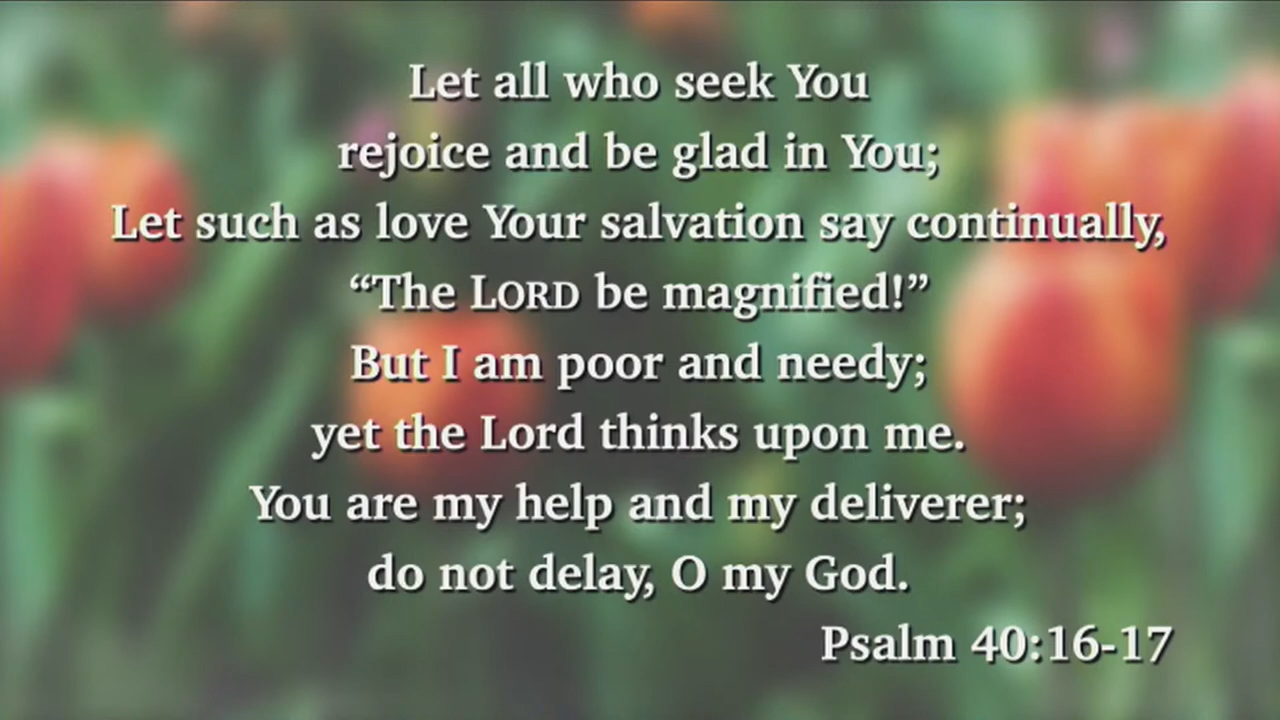 Let all who seek You
rejoice and be glad in You;
Let such as love Your salvation say continually,
“The LORD be magnified!”
But I am poor and needy;
yet the Lord thinks upon me.
You are my help and my deliverer;
do not delay, O my God.
Psalm 40:16-17